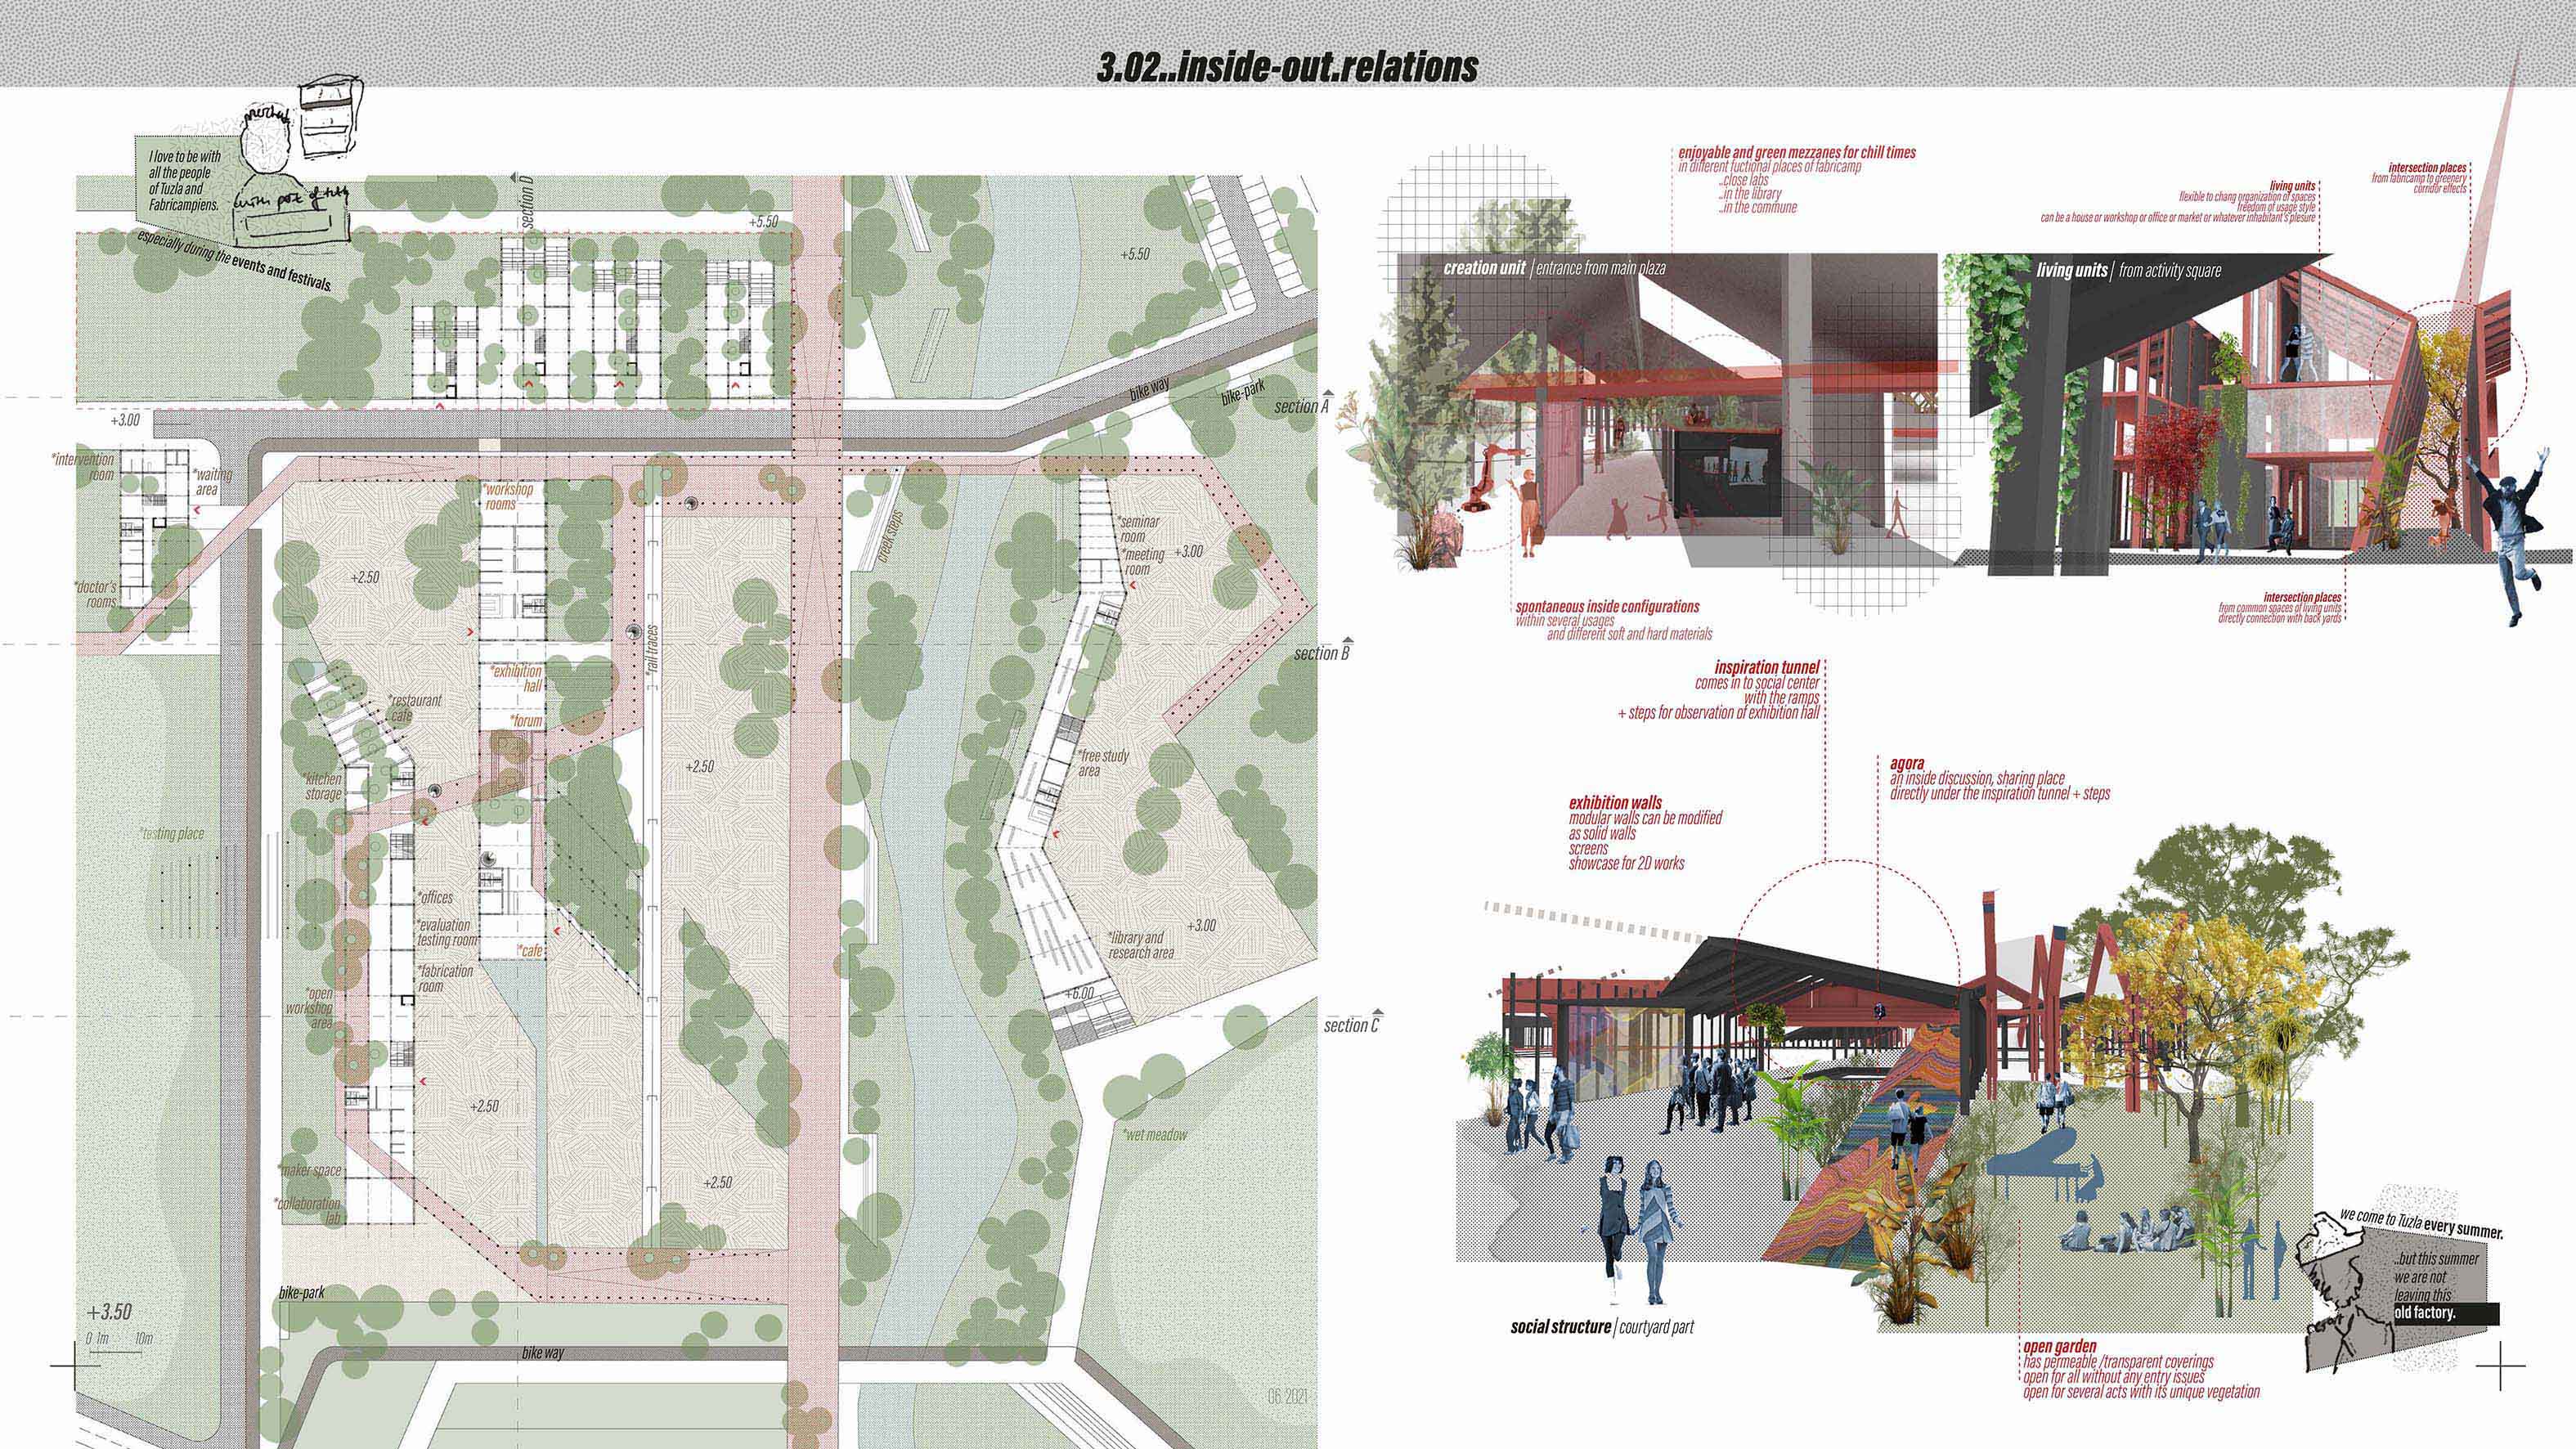 3.02..inside-out.relations
I love to be with
all the people
of Tuzla and
Fabricampiens.
especially during the events and festivals.
section D
+5.50
+5.50
bike way
bike-park
section A
+3.00
*intervention
room
*waiting
area
*doctor's
rooms
*workshop
rooms
creek steps
*seminar
room
*meeting
room
+3.00
+2.50
*rail traces
section B
*exhibition
hall
*restaurant
cafe
*forum
*kitchen
storage
+2.50
*free study
area
*testing place
*offices
*evaluation
testing room
*cafe
*fabrication
room
*open
workshop
area
*library and
research area
+3.00
+6.00
section C
+2.50
*wet meadow
*maker space
+2.50
*collaboration
lab
bike-park
+3.50
0 1m 10m
bike way
06.2021
enjoyable and green mezzanes for chill times
in different fuctional places of fabricamp
..close labs
..in the library
..in the commune
living units
flexible to chang organization of spaces
freedom of usage style
can be a house or workshop or office or market or whatever inhabitant's plesure
intersection places
from fabricamp to greenery
corridor effects
creation unit | entrance from main plaza
living units | from activity square
spontaneous inside configurations
within several usages
and different soft and hard materials
intersection places
from common spaces of living units
directly connection with back yards
inspiration tunnel
comes in to social center
with the ramps
+ steps for observation of exhibition hall
agora
an inside discussion, sharing place
directly under the inspiration tunnel + steps
exhibition walls
modular walls can be modified
as solid walls
screens
showcase for 2D works
social structure | courtyard part
open garden
has permeable /transparent coverings
open for all without any entry issues
open for several acts with its unique vegetation
we come to Tuzla every summer.
..but this summer
we are not
leaving this
old factory.